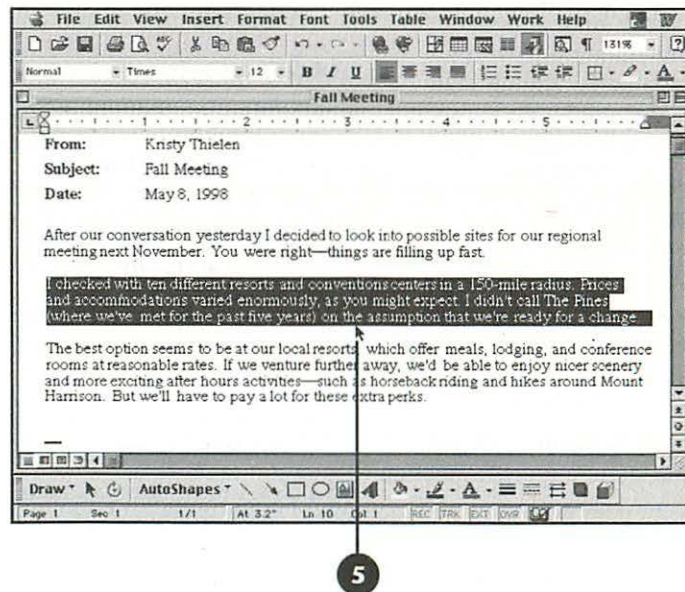 File Edit View Insert Format Font Tools Table Window Work Help
131%
Normal Times 12 B I U A
Fall Meeting
1 2 3 4 5
From: Kristy Thielen
Subject: Fall Meeting
Date: May 8, 1998
After our conversation yesterday I decided to look into possible sites for our regional
meeting next November. You were right—things are filling up fast.
I checked with ten different resorts and conventions centers in a 150-mile radius. Prices
and accommodations varied enormously, as you might expect. I didn't call The Pines
(where we've met for the past five years) on the assumption that we're ready for a change.
The best option seems to be at our local resorts, which offer meals, lodging, and conference
rooms at reasonable rates. If we venture further away, we'd be able to enjoy nicer scenery
and more exciting after hours activities—such as horseback riding and hikes around Mount
Harrison. But we'll have to pay a lot for these extra perks.
Draw AutoShapes A
Page 1 Sec 1 1/1 At 3.2" Ln 10 Col 1 REC TRK EXT OVR
5